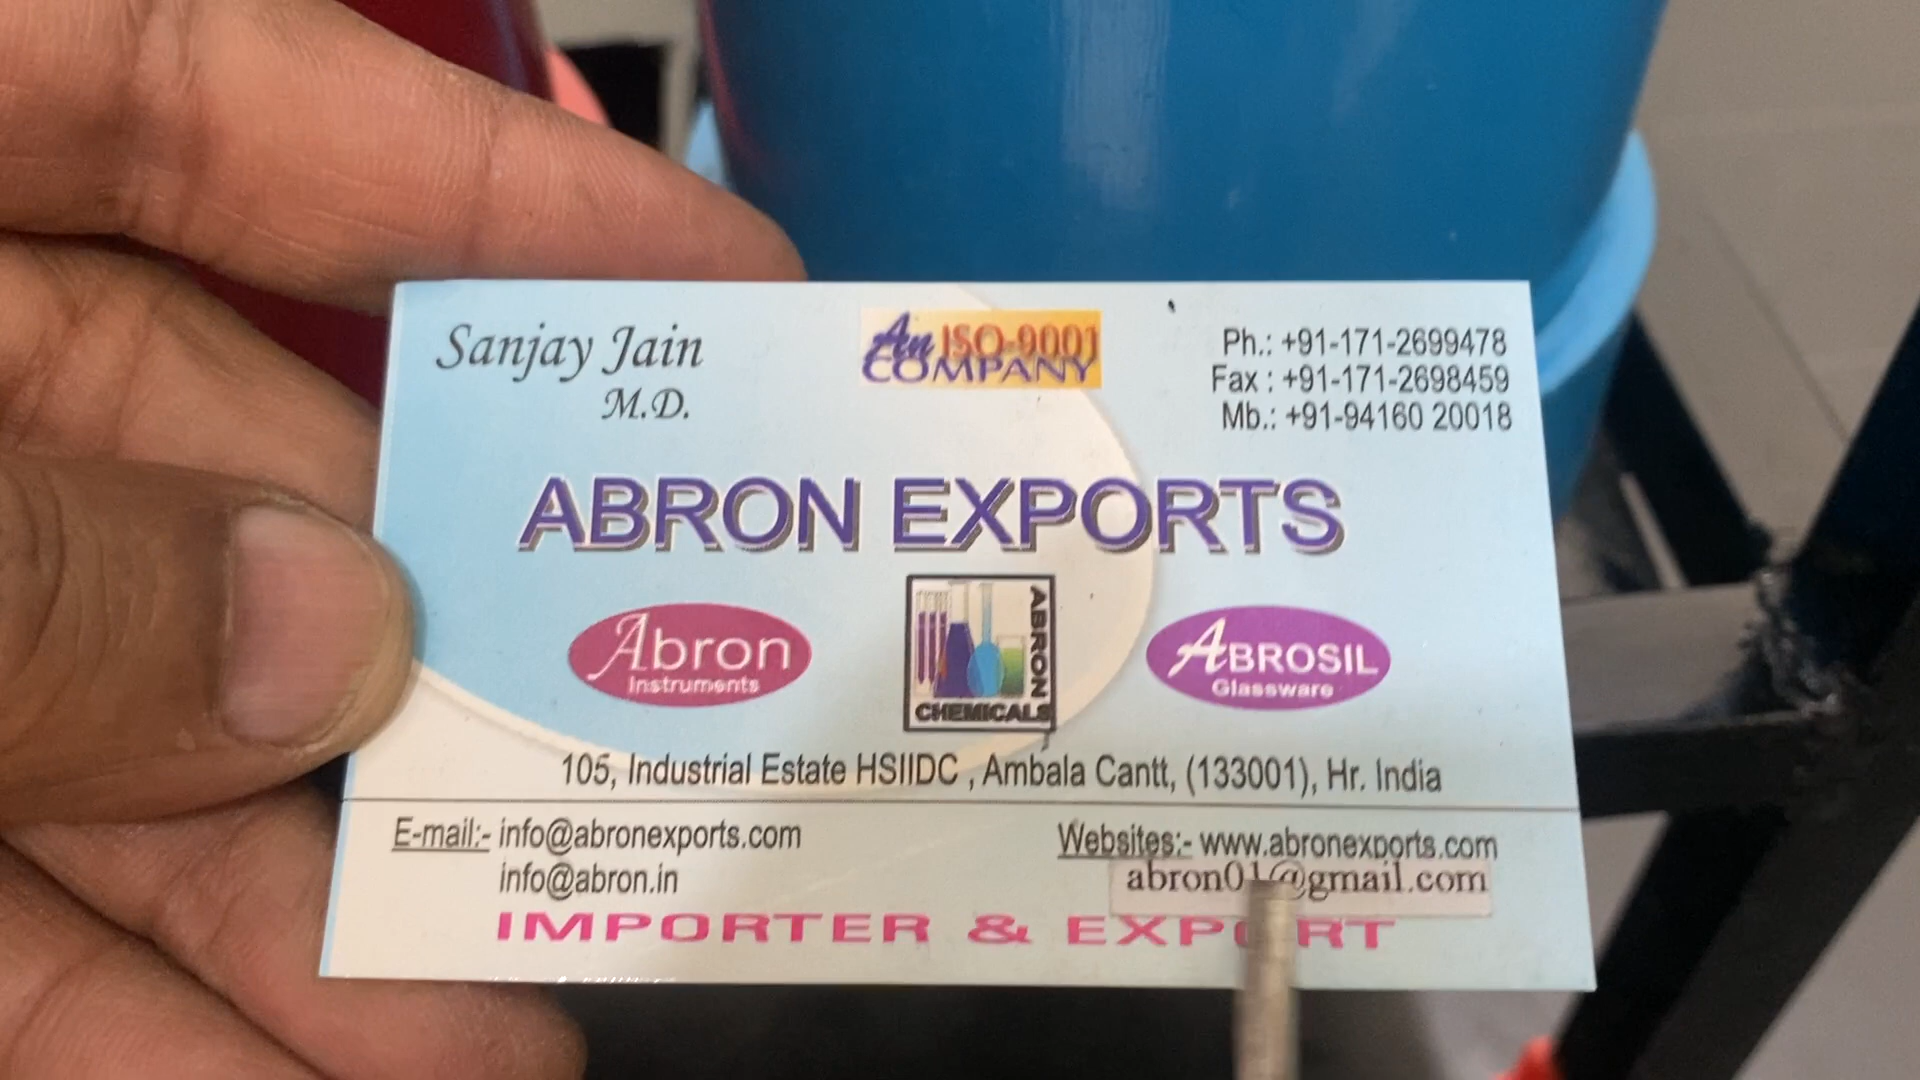 Sanjay Jain
M.D.
An ISO-9001
COMPANY
Ph.: +91-171-2699478
Fax : +91-171-2698459
Mb.: +91-94160 20018
ABRON EXPORTS
Abron
Instruments
ABRON
CHEMICALS
ABROSIL
Glassware
105, Industrial Estate HSIIDC , Ambala Cantt, (133001), Hr. India
E-mail:- info@abronexports.com
info@abron.in
Websites:- www.abronexports.com
abron01@gmail.com
IMPORTER & EXPORT